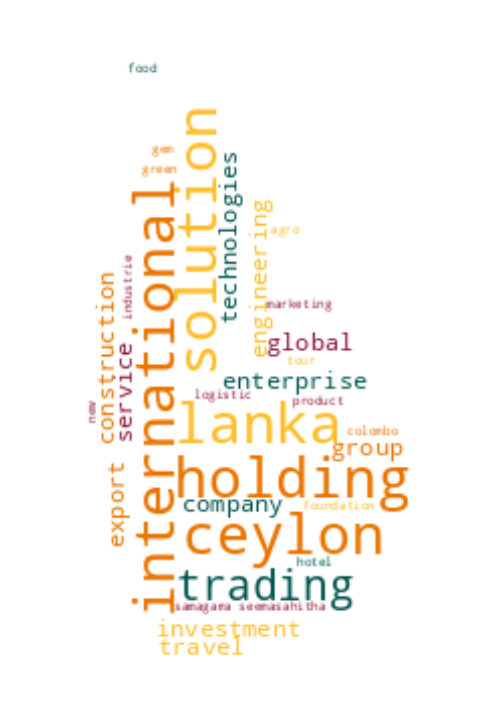 food
gem
green
solution
technologies
international
engineering
agro
industrie
marketing
construction
service
global
tour
enterprise
logistic
product
new
lanka
colombo
group
holding
export
company
foundation
ceylon
hotel
trading
samagama seemasahitha
investment
travel